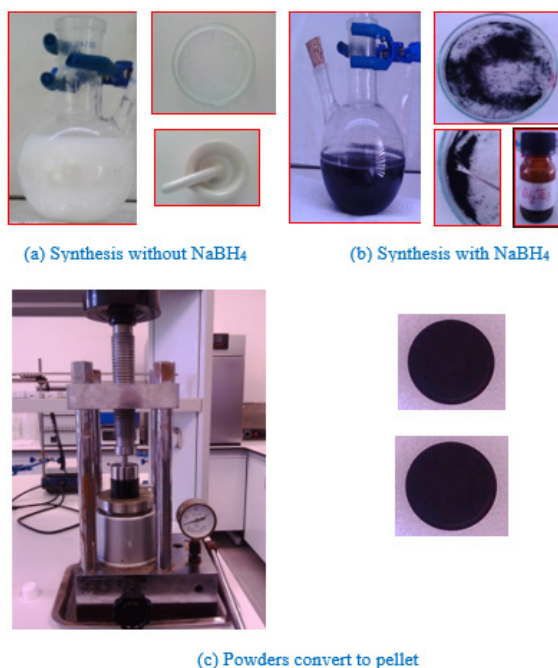 (a) Synthesis without NaBH₄
(b) Synthesis with NaBH₄
(c) Powders convert to pellet